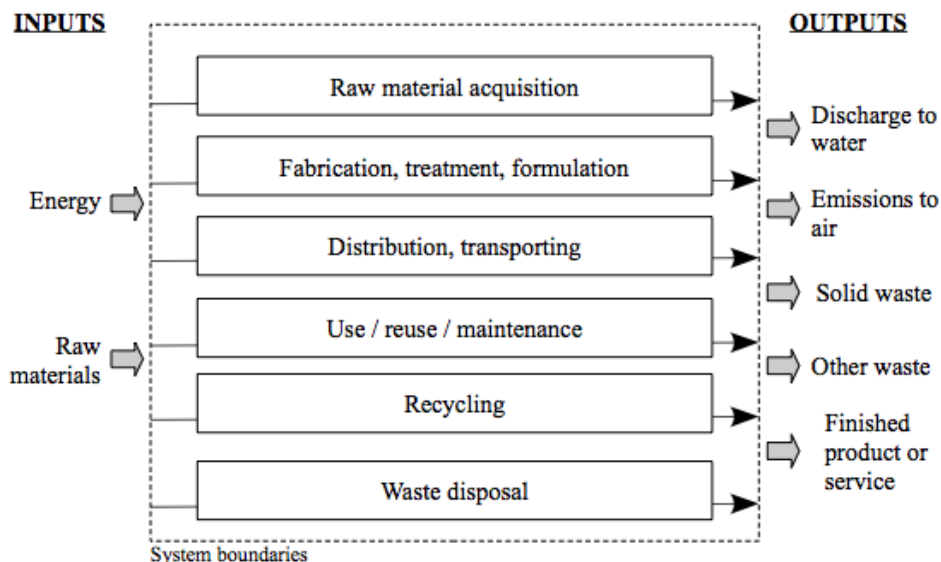 INPUTS
OUTPUTS
Raw material acquisition
Discharge to
water
Fabrication, treatment, formulation
Energy
Emissions to
air
Distribution, transporting
Solid waste
Use / reuse / maintenance
Raw
materials
Other waste
Recycling
Finished
product or
service
Waste disposal
System boundaries